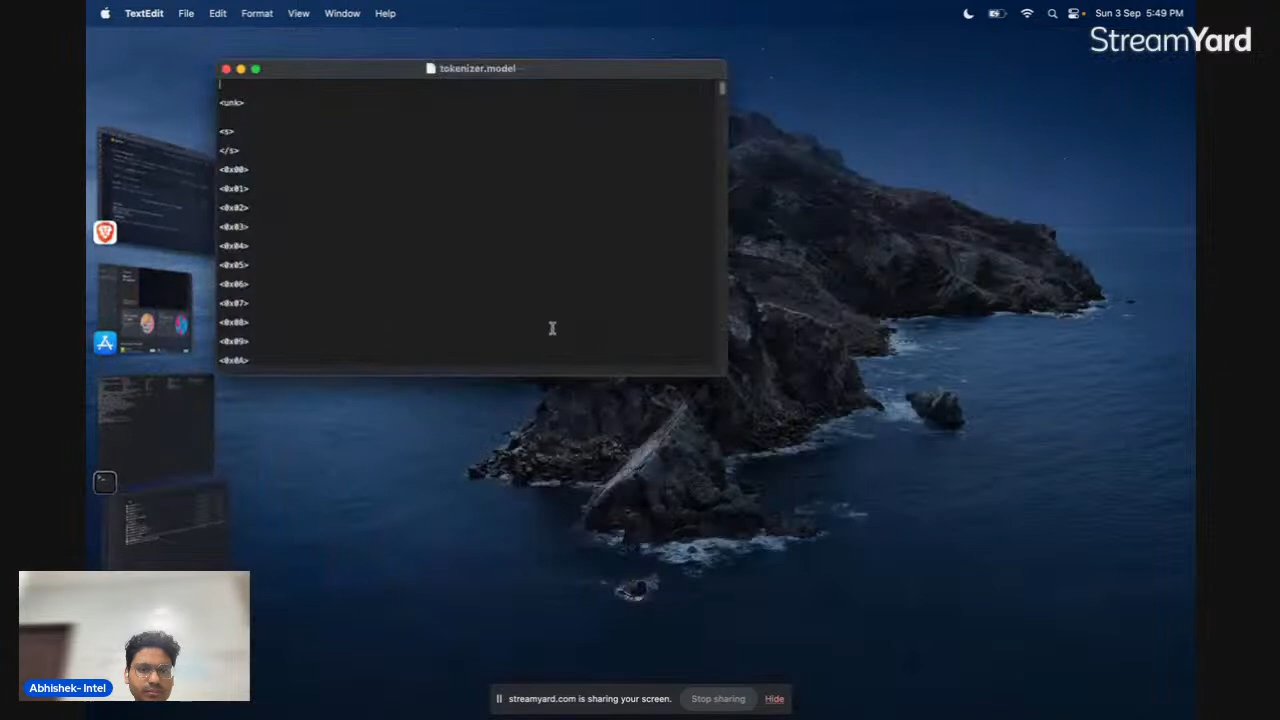 TextEdit File Edit Format View Window Help Sun 3 Sep 5:49 PM
StreamYard
tokenizer.model
<unk>
<s>
</s>
<0x00>
<0x01>
<0x02>
<0x03>
<0x04>
<0x05>
<0x06>
<0x07>
<0x08>
<0x09>
<0x0A>
Abhishek- Intel
streamyard.com is sharing your screen. Stop sharing Hide